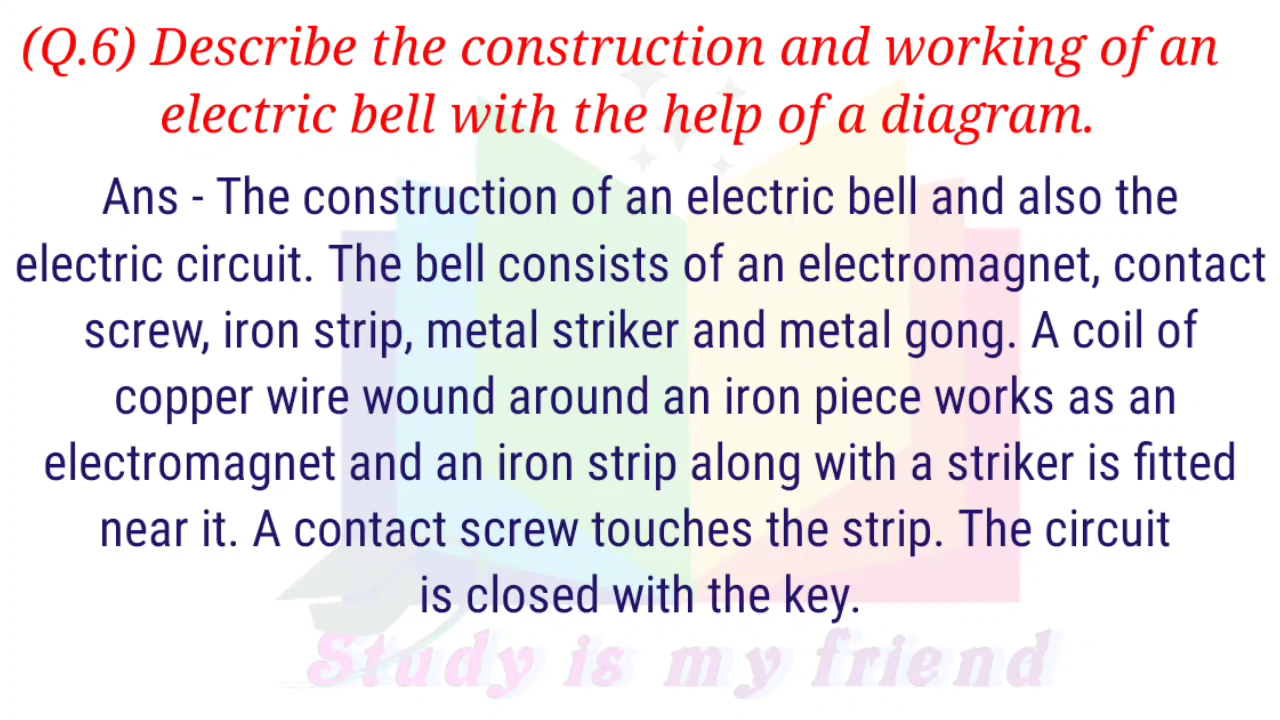 (Q.6) Describe the construction and working of an
electric bell with the help of a diagram.
Ans - The construction of an electric bell and also the
electric circuit. The bell consists of an electromagnet, contact
screw, iron strip, metal striker and metal gong. A coil of
copper wire wound around an iron piece works as an
electromagnet and an iron strip along with a striker is fitted
near it. A contact screw touches the strip. The circuit
is closed with the key.
Study is my friend